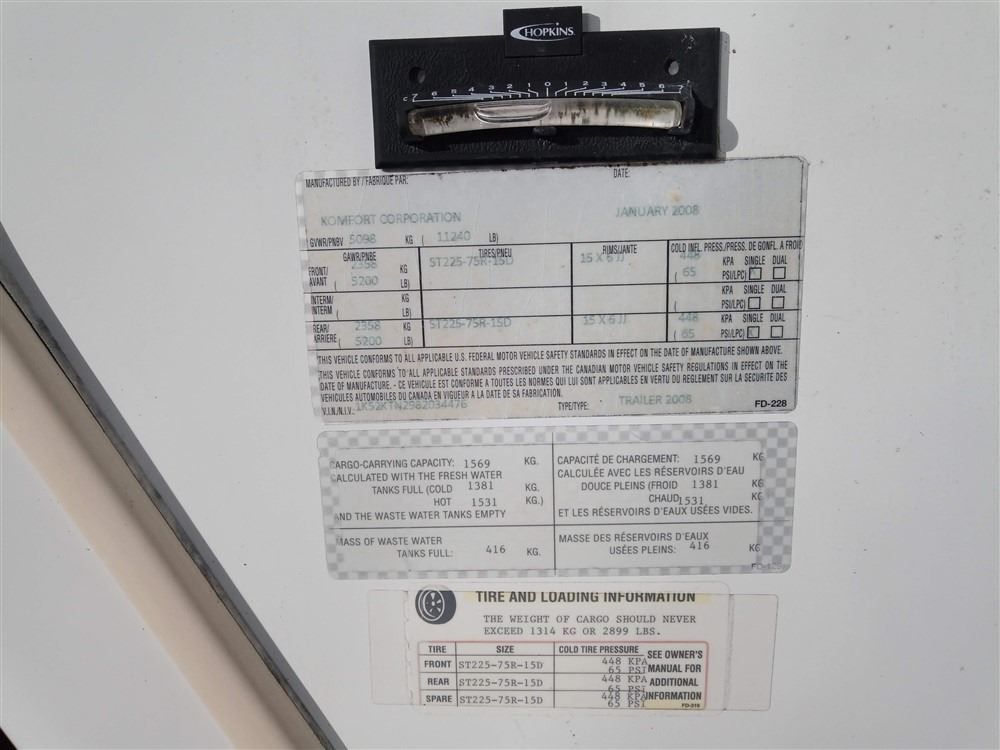 HOPKINS
7 6 5 4 3 2 1 0 1 2 3 4 5 6 7
MANUFACTURED BY / FABRIQUE PAR: DATE:
KOMFORT CORPORATION JANUARY 2008
GVWR/PNBV 5098 KG ( 11240 LB)
GAWR/PNBE TIRES/PNEU RIMS/JANTE COLD INFL. PRESS./PRESS. DE GONFL. A FROID
FRONT/ 2358 KG ST225-75R-15D 15 X 6 JJ 448 KPA SINGLE DUAL
AVANT ( 5200 LB) ( 65 PSI/LPC)
INTERM/ KG KPA SINGLE DUAL
INTERM ( LB) ( PSI/LPC)
REAR/ 2358 KG ST225-75R-15D 15 X 6 JJ 448 KPA SINGLE DUAL
ARRIERE ( 5200 LB) ( 65 PSI/LPC)
THIS VEHICLE CONFORMS TO ALL APPLICABLE U.S. FEDERAL MOTOR VEHICLE SAFETY STANDARDS IN EFFECT ON THE DATE OF MANUFACTURE SHOWN ABOVE.
THIS VEHICLE CONFORMS TO ALL APPLICABLE STANDARDS PRESCRIBED UNDER THE CANADIAN MOTOR VEHICLE SAFETY REGULATIONS IN EFFECT ON THE
DATE OF MANUFACTURE. - CE VEHICULE EST CONFORME A TOUTES LES NORMES QUI LUI SONT APPLICABLES EN VERTU DU REGLEMENT SUR LA SECURITE DES
VEHICULES AUTOMOBILES DU CANADA EN VIGUEUR A LA DATE DE SA FABRICATION.
V.I.N./N.I.V. 1K52KTN2982034476 TYPE/TYPE: TRAILER 2008 FD-228
CARGO-CARRYING CAPACITY: 1569 KG.
CALCULATED WITH THE FRESH WATER
TANKS FULL (COLD 1381 KG.
HOT 1531 KG.)
AND THE WASTE WATER TANKS EMPTY
MASS OF WASTE WATER
TANKS FULL: 416 KG.
CAPACITÉ DE CHARGEMENT: 1569 KG
CALCULÉE AVEC LES RÉSERVOIRS D'EAU
DOUCE PLEINS (FROID 1381 KG
CHAUD 1531 KG
ET LES RÉSERVOIRS D'EAUX USÉES VIDES.
MASSE DES RÉSERVOIRS D'EAUX
USÉES PLEINS: 416 KG
TIRE AND LOADING INFORMATION
THE WEIGHT OF CARGO SHOULD NEVER
EXCEED 1314 KG OR 2899 LBS.
TIRE SIZE COLD TIRE PRESSURE
FRONT ST225-75R-15D 448 KPA 65 PSI
REAR ST225-75R-15D 448 KPA 65 PSI
SPARE ST225-75R-15D 448 KPA 65 PSI
SEE OWNER'S
MANUAL FOR
ADDITIONAL
INFORMATION